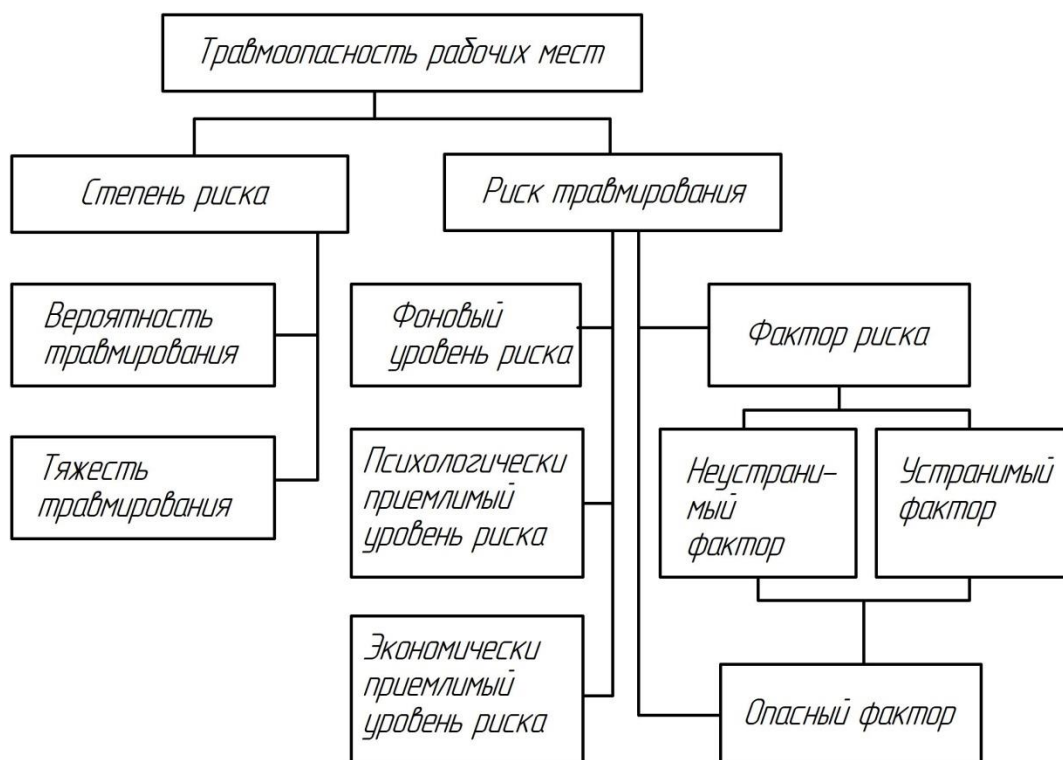 Травмоопасность рабочих мест
Степень риска
Риск травмирования
Вероятность
травмирования
Фоновый
уровень риска
Фактор риска
Тяжесть
травмирования
Психологически
приемлимый
уровень риска
Неустрани-
мый
фактор
Устранимый
фактор
Экономически
приемлимый
уровень риска
Опасный фактор